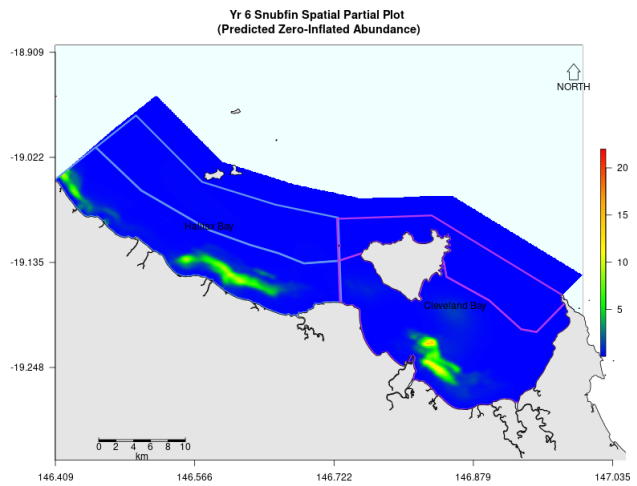 Yr 6 Snubfin Spatial Partial Plot
(Predicted Zero-Inflated Abundance)
-18.909
NORTH
-19.022
20
15
Halifax Bay
-19.135
10
Cleveland Bay
5
-19.248
0
0 2 4 6 8 10
km
146.409 146.566 146.722 146.879 147.035